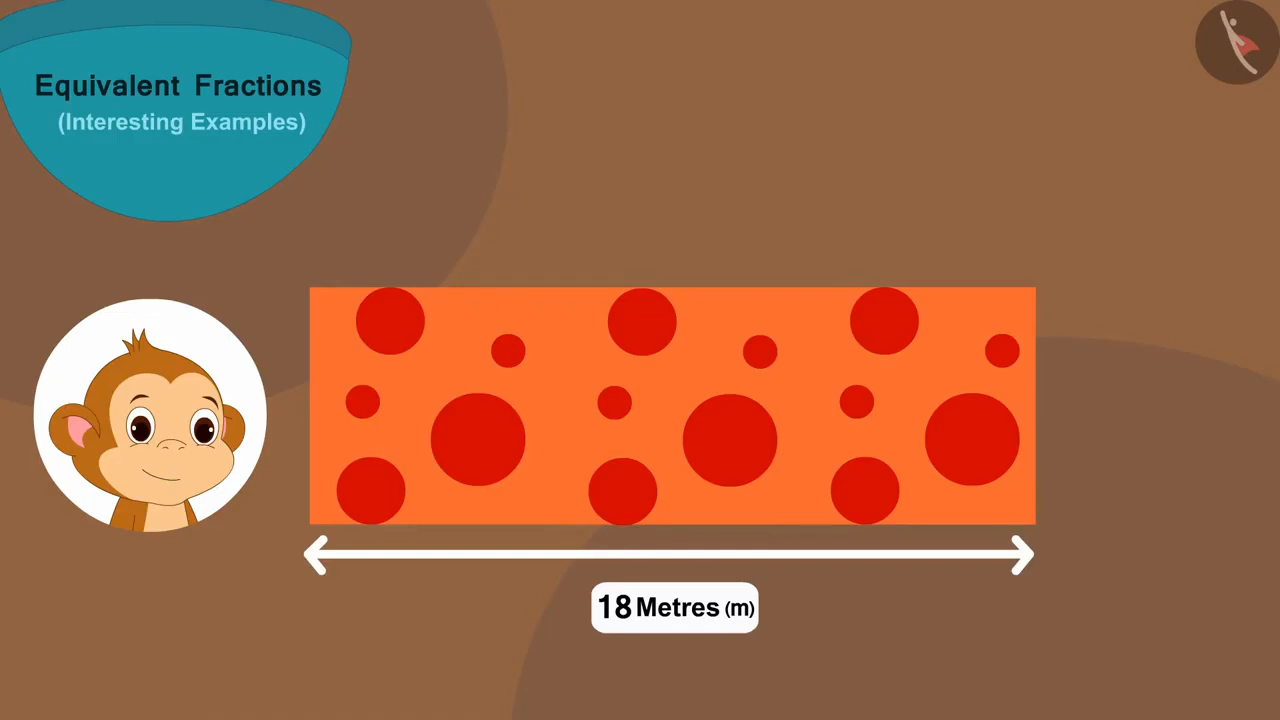 Equivalent Fractions
(Interesting Examples)
18 Metres (m)